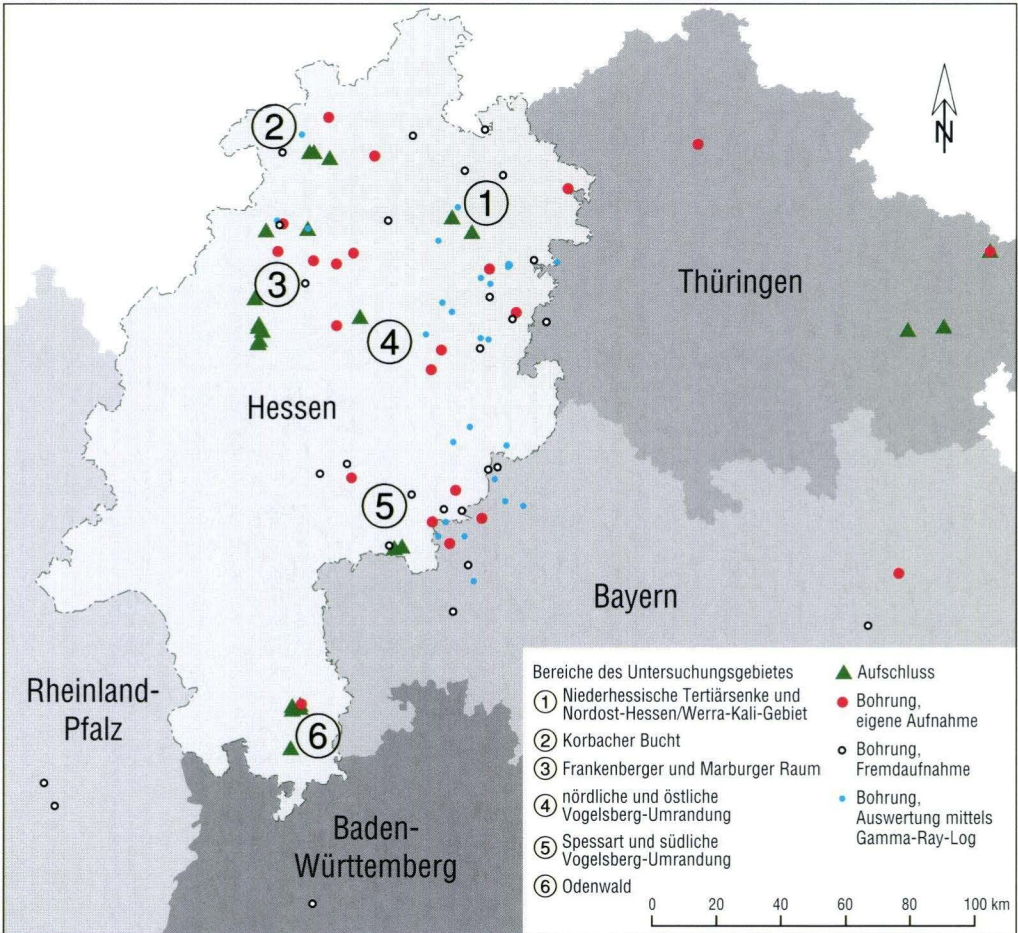 N
2
1
Thüringen
3
4
Hessen
5
Bayern
Rheinland-
Pfalz
6
Baden-
Württemberg
Bereiche des Untersuchungsgebietes
1 Niederhessische Tertiärsenke und
Nordost-Hessen/Werra-Kali-Gebiet
2 Korbacher Bucht
3 Frankenberger und Marburger Raum
4 nördliche und östliche
Vogelsberg-Umrandung
5 Spessart und südliche
Vogelsberg-Umrandung
6 Odenwald
Aufschluss
Bohrung,
eigene Aufnahme
Bohrung,
Fremdaufnahme
Bohrung,
Auswertung mittels
Gamma-Ray-Log
0 20 40 60 80 100 km